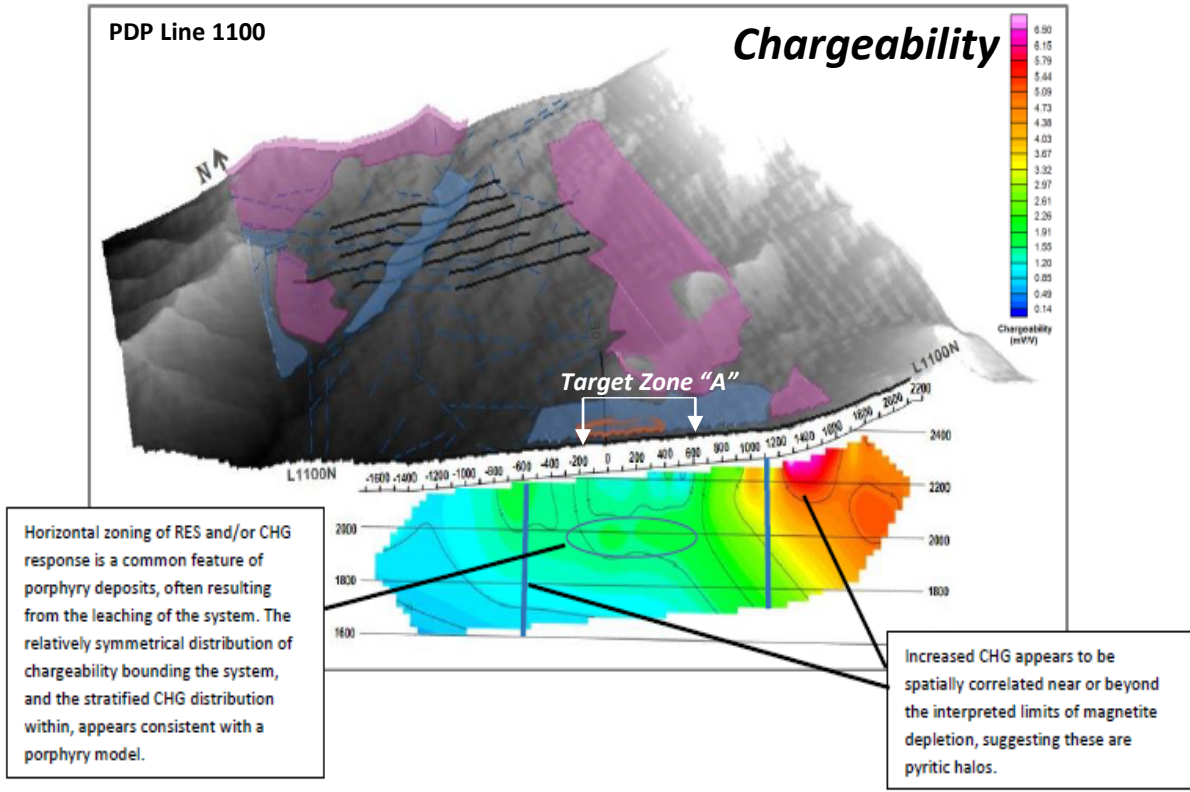 PDP Line 1100
Chargeability
6.50
6.15
5.79
5.44
5.09
4.73
4.38
4.03
3.67
3.32
2.97
2.61
2.26
1.91
1.55
1.20
0.85
0.49
0.14
Chargeability
(mV/V)
N
Target Zone “A”
L1100N
L1100N
-1600 -1400 -1200 -1000 -800 -600 -400 -200 0 200 400 600 800 1000 1200 1400 1600 1800 2000 2200
2400
2200
2000
1800
2000
1800
1600
Horizontal zoning of RES and/or CHG
response is a common feature of
porphyry deposits, often resulting
from the leaching of the system. The
relatively symmetrical distribution of
chargeability bounding the system,
and the stratified CHG distribution
within, appears consistent with a
porphyry model.
Increased CHG appears to be
spatially correlated near or beyond
the interpreted limits of magnetite
depletion, suggesting these are
pyritic halos.